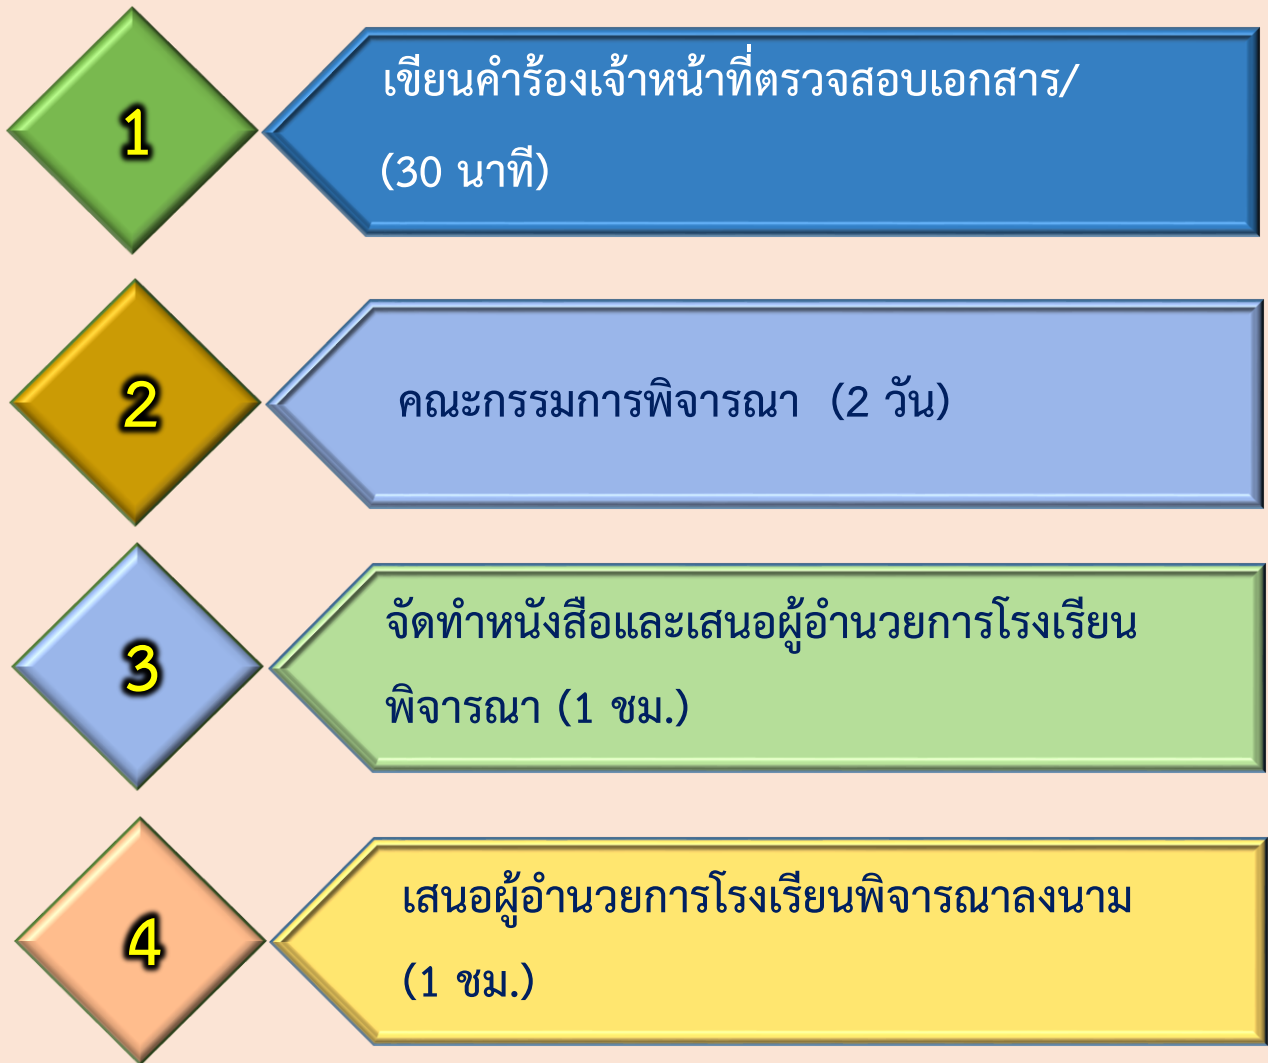 1
เขียนคำร้องเจ้าหน้าที่ตรวจสอบเอกสาร/
(30 นาที)
2
คณะกรรมการพิจารณา (2 วัน)
3
จัดทำหนังสือและเสนอผู้อำนวยการโรงเรียน
พิจารณา (1 ชม.)
4
เสนอผู้อำนวยการโรงเรียนพิจารณาลงนาม
(1 ชม.)